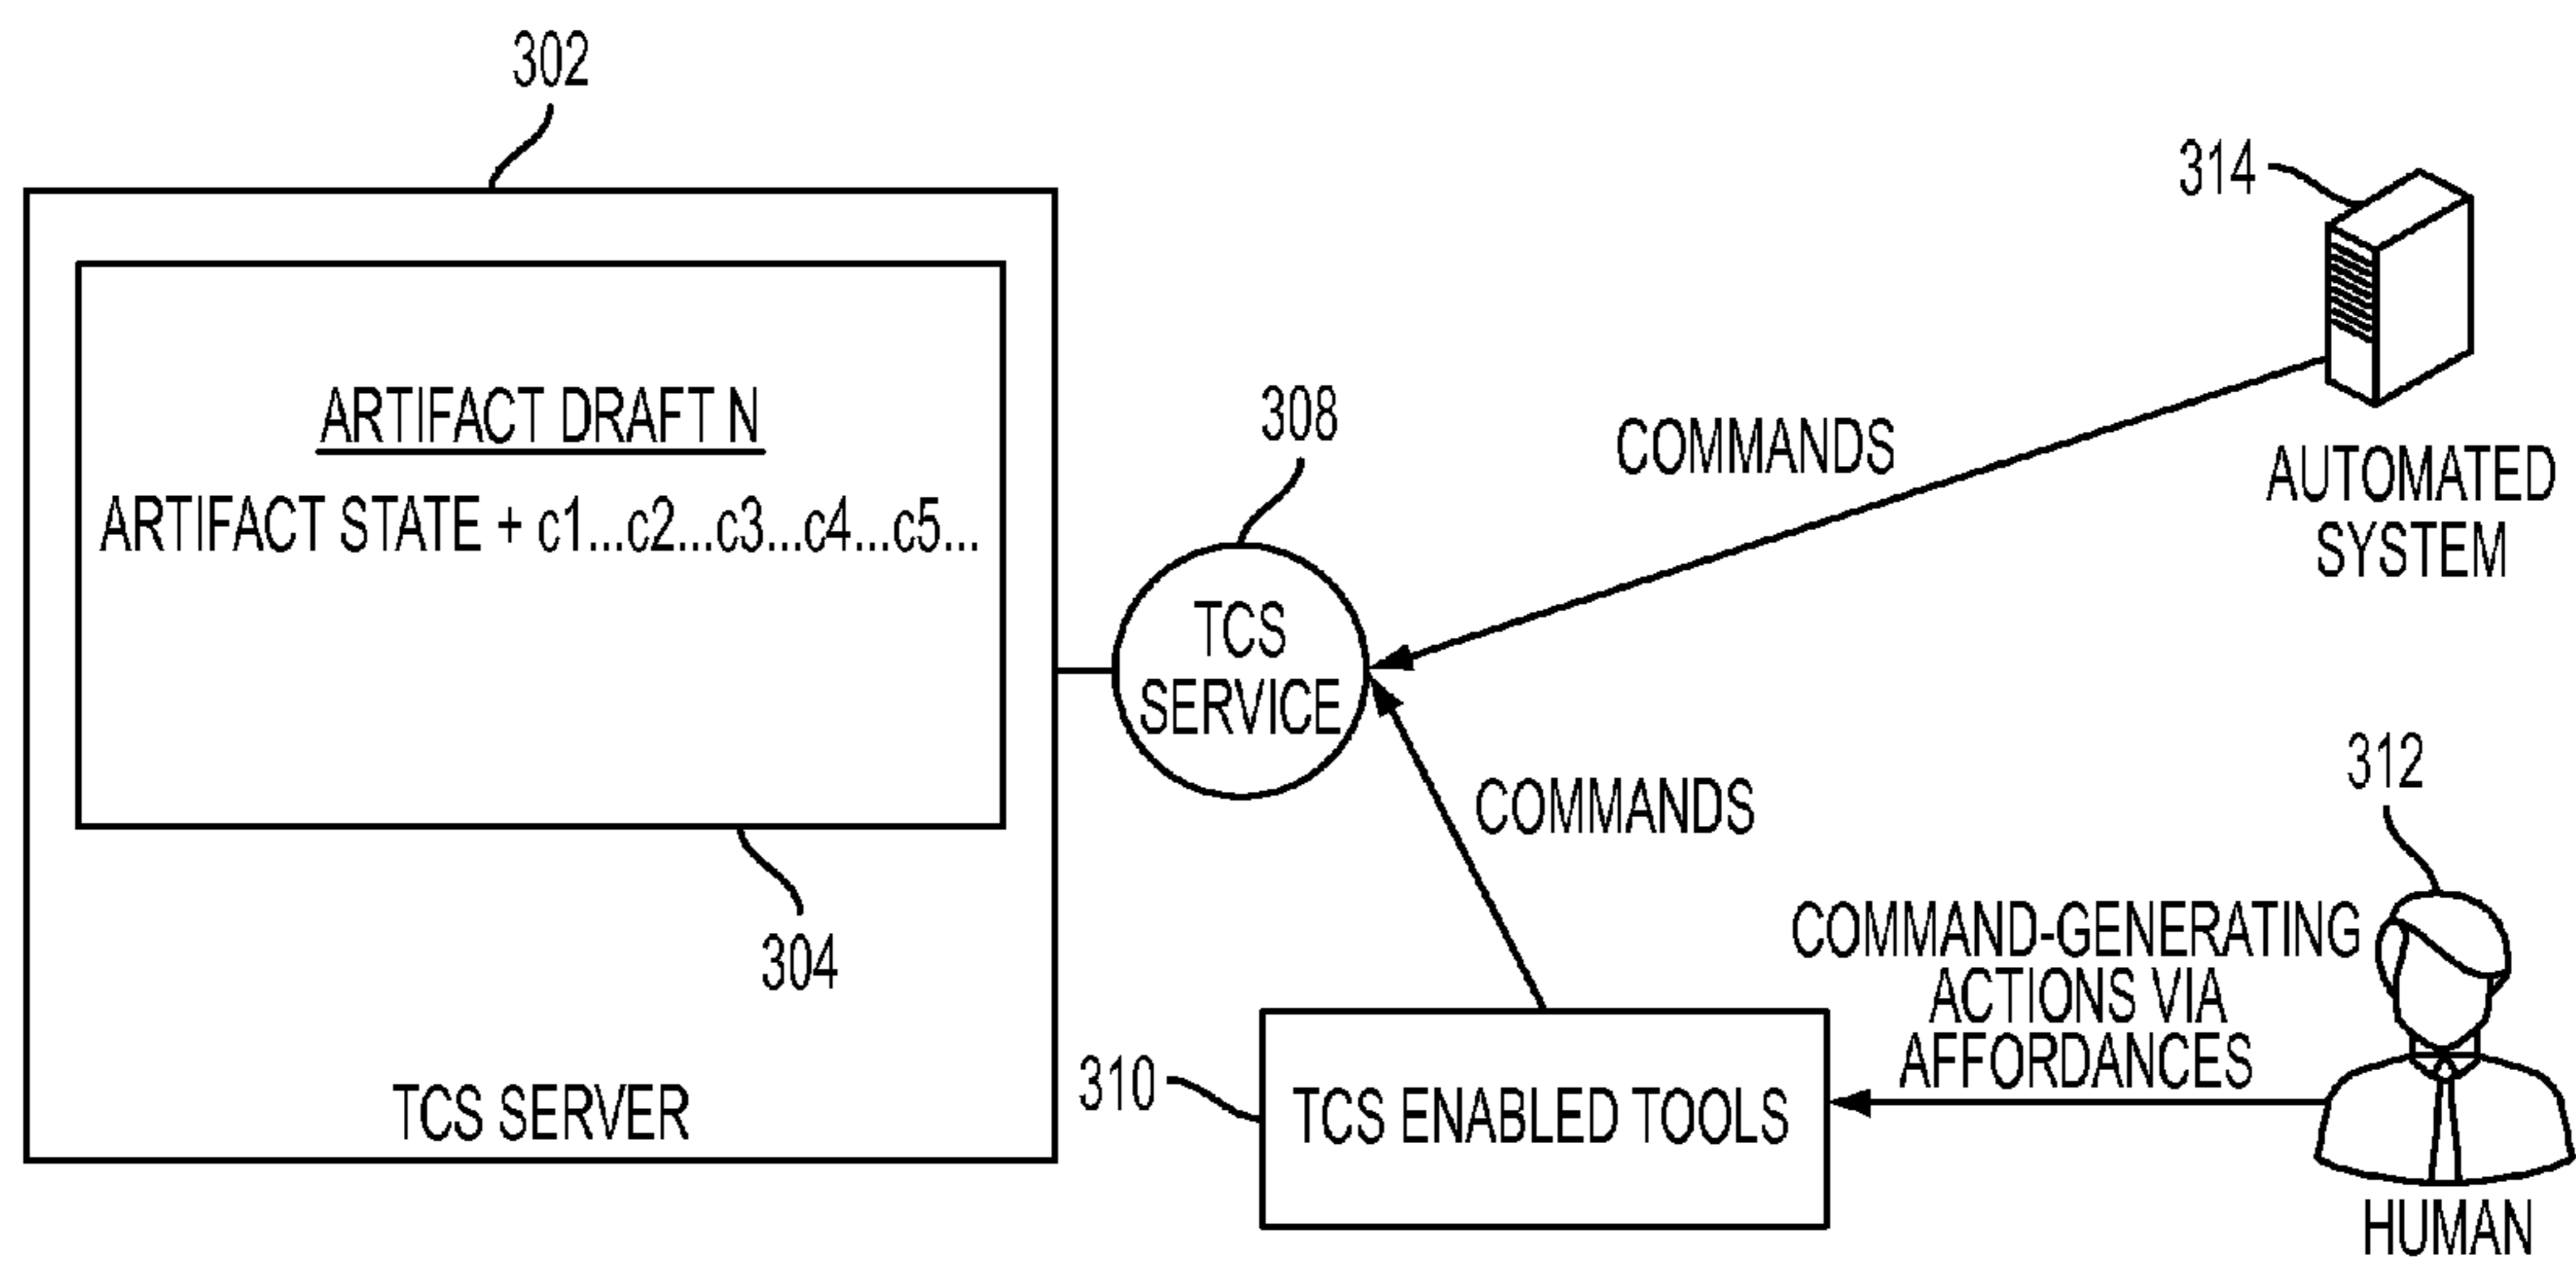 302
ARTIFACT DRAFT N
ARTIFACT STATE + c1...c2...c3...c4...c5...
304
TCS SERVER
308
TCS
SERVICE
COMMANDS
314
AUTOMATED
SYSTEM
COMMANDS
310
TCS ENABLED TOOLS
COMMAND-GENERATING
ACTIONS VIA
AFFORDANCES
312
HUMAN